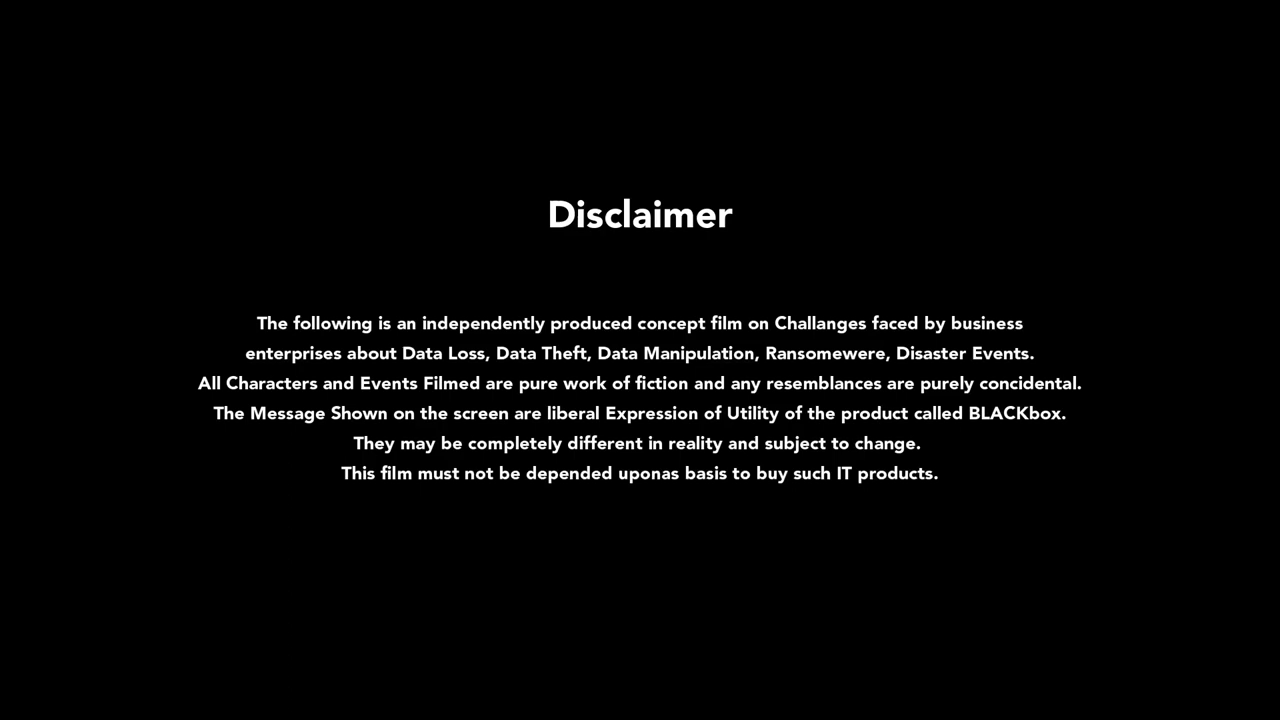 Disclaimer
The following is an independently produced concept film on Challanges faced by business
enterprises about Data Loss, Data Theft, Data Manipulation, Ransomewere, Disaster Events.
All Characters and Events Filmed are pure work of fiction and any resemblances are purely concidental.
The Message Shown on the screen are liberal Expression of Utility of the product called BLACKbox.
They may be completely different in reality and subject to change.
This film must not be depended uponas basis to buy such IT products.